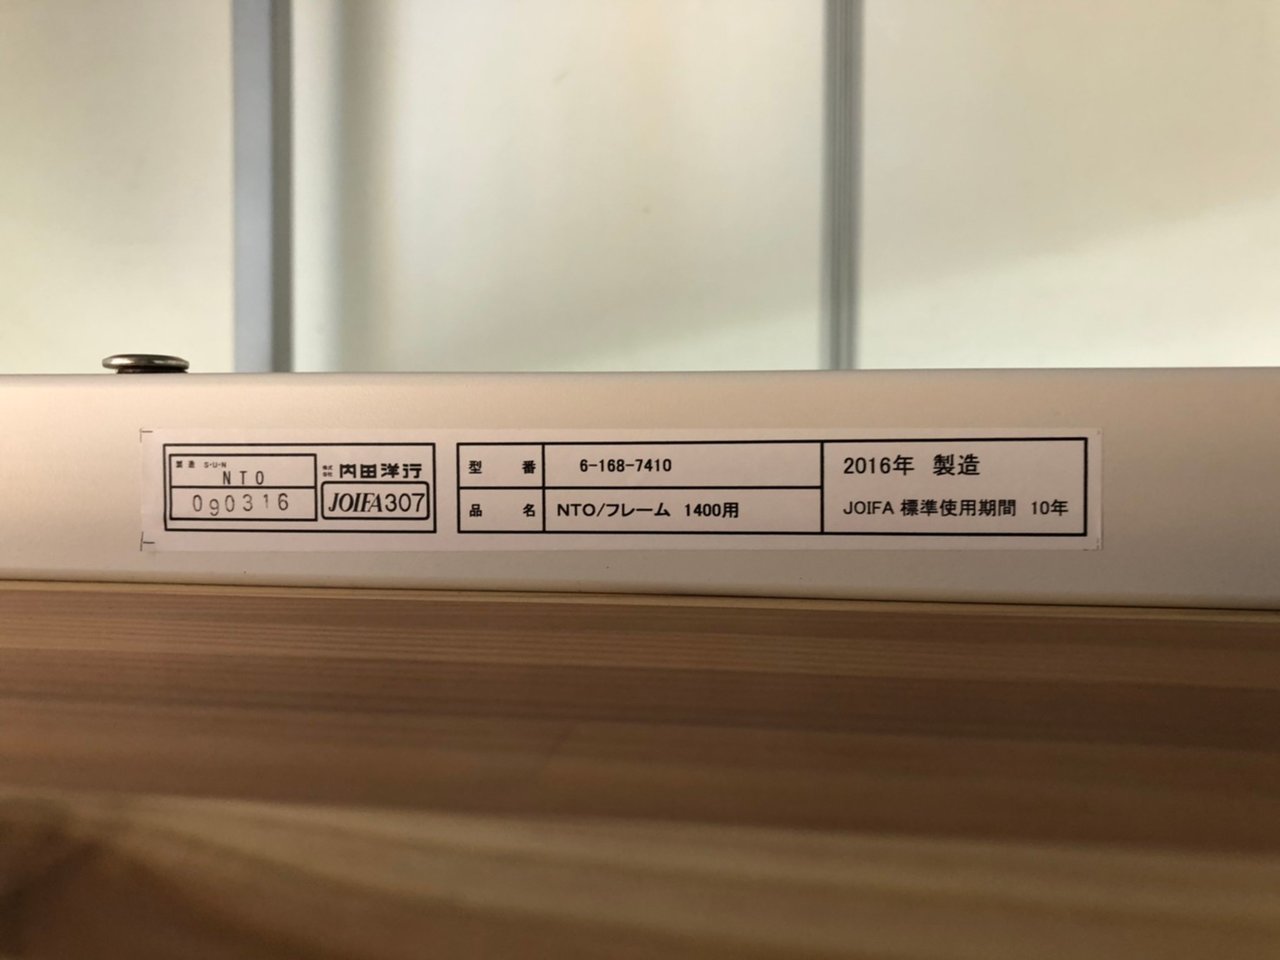 製造 S・U・N
NTO
090316
株式会社 内田洋行
JOIFA307
型番 6-168-7410
品名 NTO/フレーム 1400用
2016年 製造
JOIFA 標準使用期間 10年